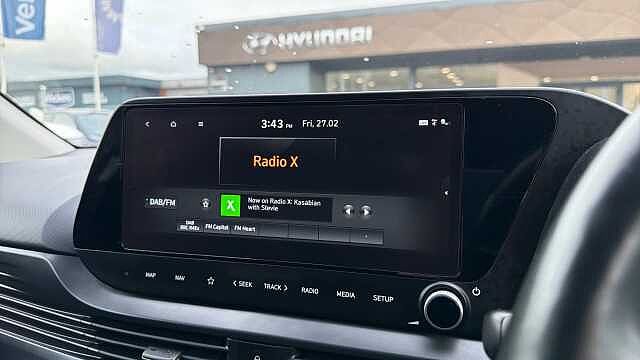 HYUNDAI
3:43 PM Fri, 27.02
Radio X
DAB/FM
X
Now on Radio X: Kasabian
with Stevie
DAB
FM Capital
FM Heart
MAP
NAV
< SEEK
TRACK >
RADIO
MEDIA
SETUP